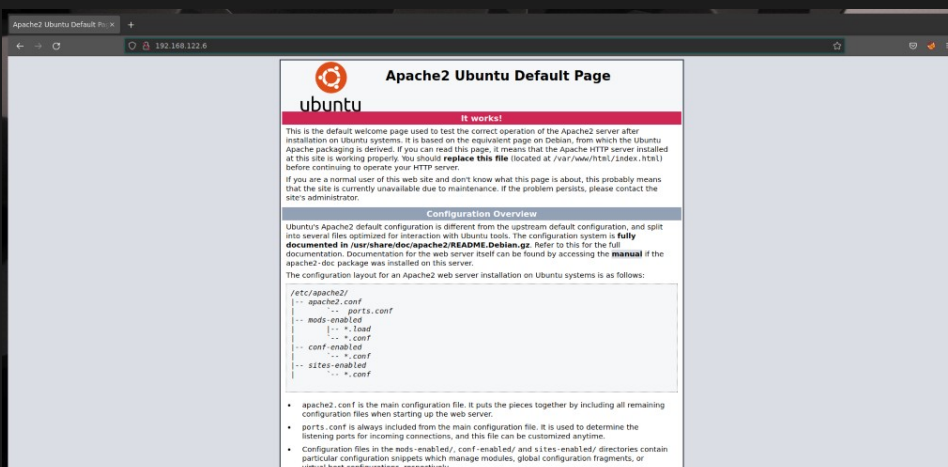 Apache2 Ubuntu Default Pa
192.168.122.6
ubuntu
Apache2 Ubuntu Default Page
It works!
This is the default welcome page used to test the correct operation of the Apache2 server after
installation on Ubuntu systems. It is based on the equivalent page on Debian, from which the Ubuntu
Apache packaging is derived. If you can read this page, it means that the Apache HTTP server installed
at this site is working properly. You should replace this file (located at /var/www/html/index.html)
before continuing to operate your HTTP server.
If you are a normal user of this web site and don't know what this page is about, this probably means
that the site is currently unavailable due to maintenance. If the problem persists, please contact the
site's administrator.
Configuration Overview
Ubuntu's Apache2 default configuration is different from the upstream default configuration, and split
into several files optimized for interaction with Ubuntu tools. The configuration system is fully
documented in /usr/share/doc/apache2/README.Debian.gz. Refer to this for the full
documentation. Documentation for the web server itself can be found by accessing the manual if the
apache2-doc package was installed on this server.
The configuration layout for an Apache2 web server installation on Ubuntu systems is as follows:
/etc/apache2/
|-- apache2.conf
|       `--  ports.conf
|-- mods-enabled
|       |-- *.load
|       `-- *.conf
|-- conf-enabled
|       `-- *.conf
|-- sites-enabled
|       `-- *.conf
• apache2.conf is the main configuration file. It puts the pieces together by including all remaining
configuration files when starting up the web server.
• ports.conf is always included from the main configuration file. It is used to determine the
listening ports for incoming connections, and this file can be customized anytime.
• Configuration files in the mods-enabled/, conf-enabled/ and sites-enabled/ directories contain
particular configuration snippets which manage modules, global configuration fragments, or
virtual host configurations, respectively.